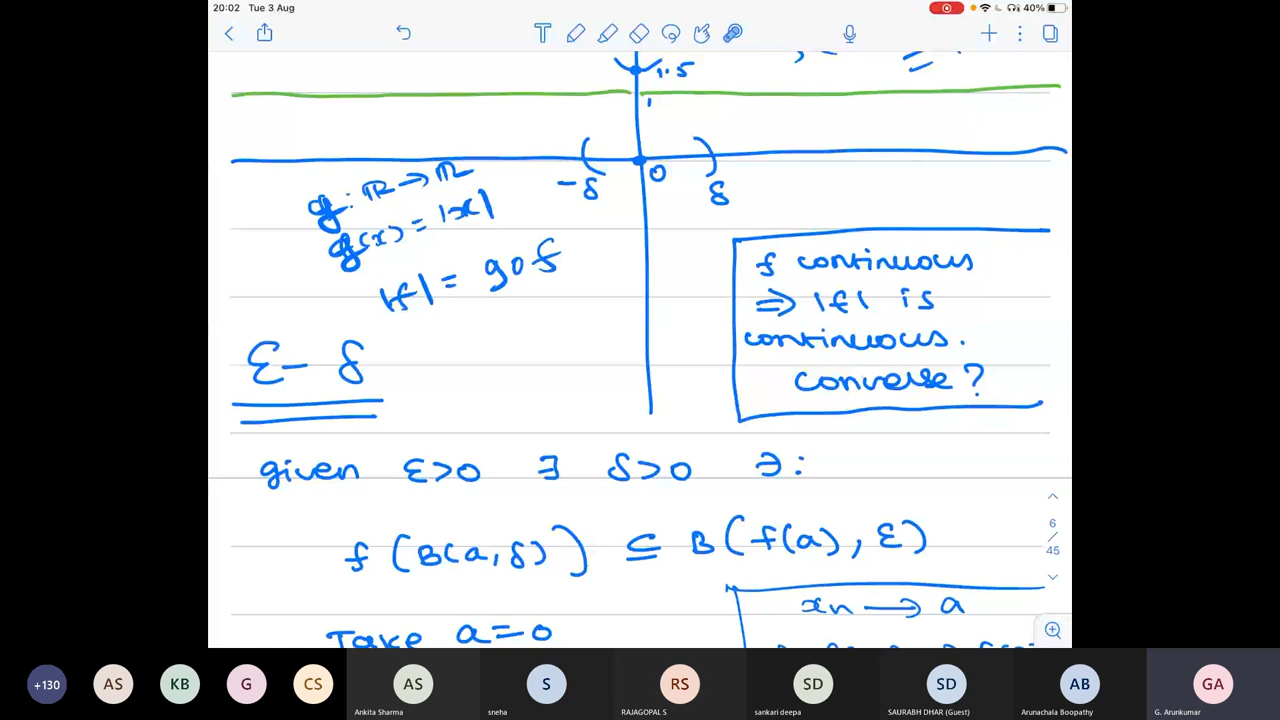 20:02 Tue 3 Aug
40%
1.5
1
-δ
0
δ
g: ℝ → ℝ
g(x) = |x|
|f| = g∘f
f continuous
⇒ |f| is
continuous.
converse?
ε- δ
given ε>0 ∃ δ>0 ∋:
f (B(a, δ)) ⊆ B(f(a), ε)
6
/
45
xn → a
Take a=0
+130
AS
KB
G
CS
AS
S
RS
SD
SD
AB
GA
Ankita Sharma
sneha
RAJAGOPAL S
sankari deepa
SAURABH DHAR (Guest)
Arunachala Boopathy
G. Arunkumar